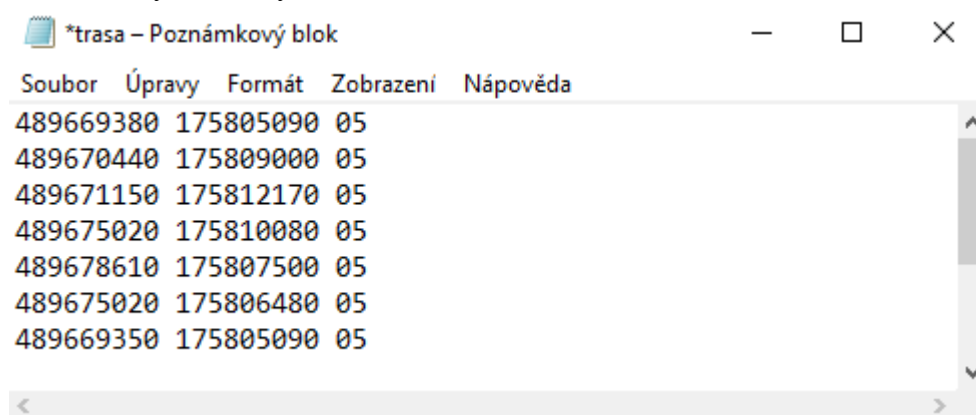 *trasa – Poznámkový blok
Soubor Úpravy Formát Zobrazení Nápověda
489669380 175805090 05
489670440 175809000 05
489671150 175812170 05
489675020 175810080 05
489678610 175807500 05
489675020 175806480 05
489669350 175805090 05